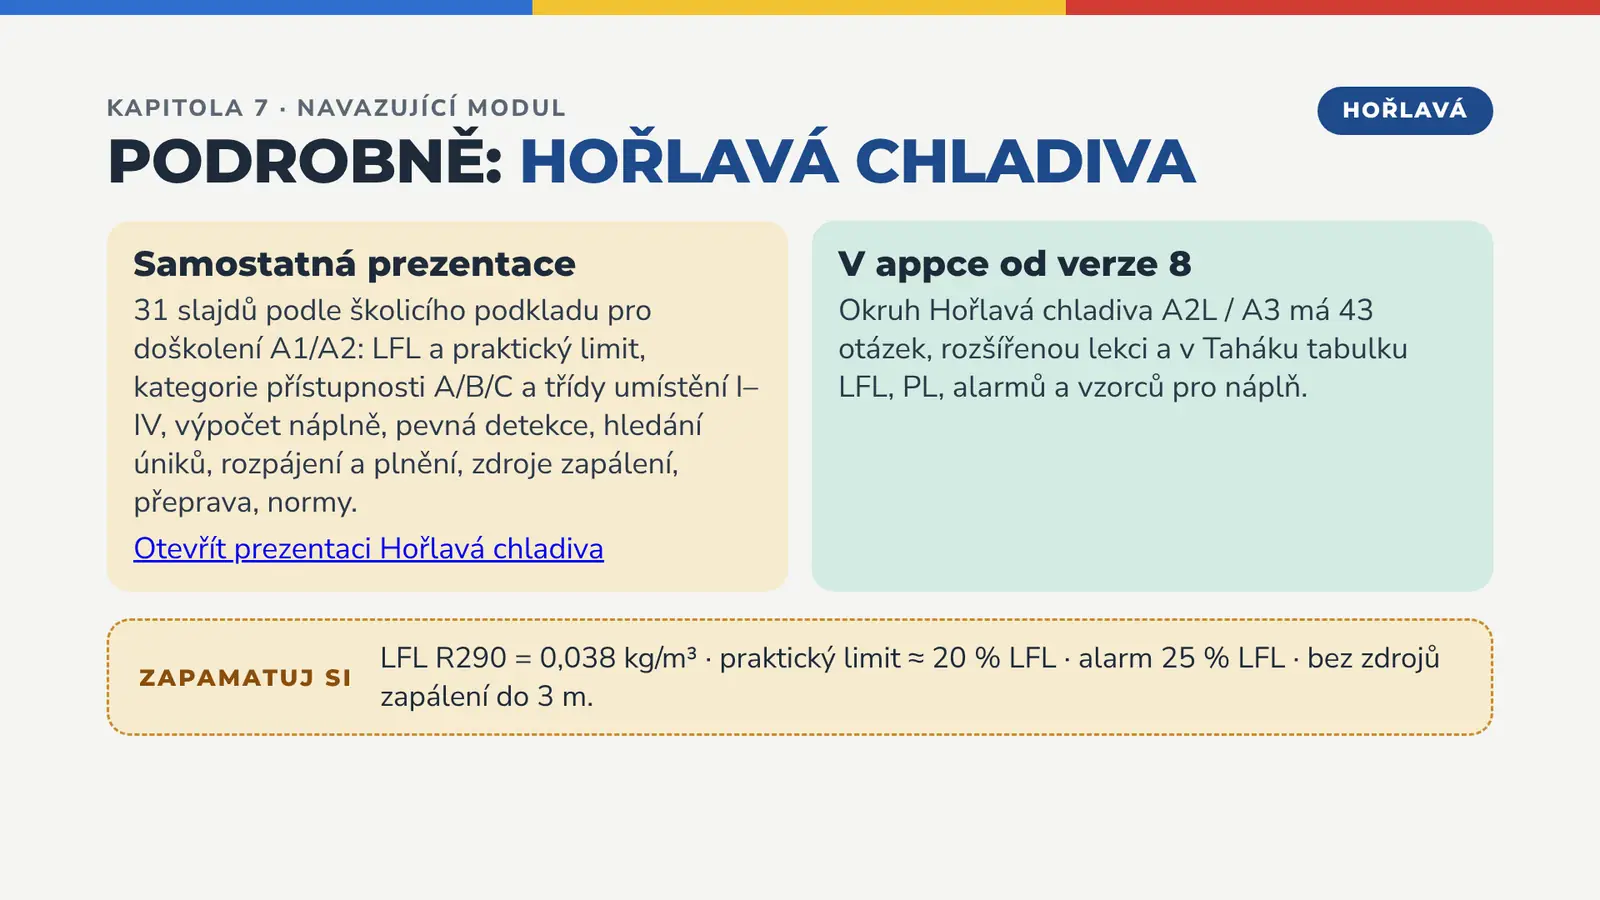 KAPITOLA 7 · NAVAZUJÍCÍ MODUL
HOŘLAVÁ
PODROBNĚ: HOŘLAVÁ CHLADIVA
Samostatná prezentace
31 slajdů podle školicího podkladu pro
doškolení A1/A2: LFL a praktický limit,
kategorie přístupnosti A/B/C a třídy umístění I–
IV, výpočet náplně, pevná detekce, hledání
úniků, rozpájení a plnění, zdroje zapálení,
přeprava, normy.
Otevřít prezentaci Hořlavá chladiva
V appce od verze 8
Okruh Hořlavá chladiva A2L / A3 má 43
otázek, rozšířenou lekci a v Taháku tabulku
LFL, PL, alarmů a vzorců pro náplň.
ZAPAMATUJ SI
LFL R290 = 0,038 kg/m³ · praktický limit ≈ 20 % LFL · alarm 25 % LFL · bez zdrojů
zapálení do 3 m.